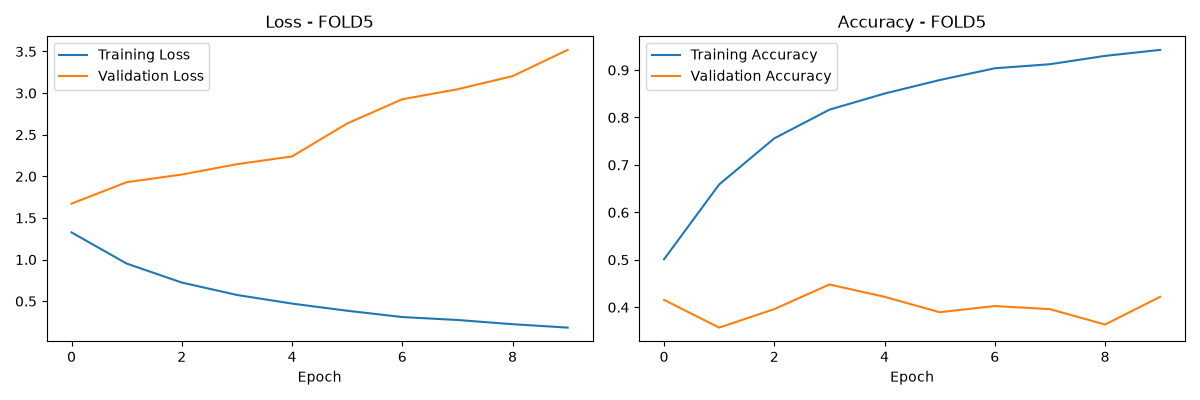 Loss - FOLD5
Training Loss
Validation Loss
3.5
3.0
2.5
2.0
1.5
1.0
0.5
0 2 4 6 8
Epoch
Accuracy - FOLD5
Training Accuracy
Validation Accuracy
0.9
0.8
0.7
0.6
0.5
0.4
0 2 4 6 8
Epoch